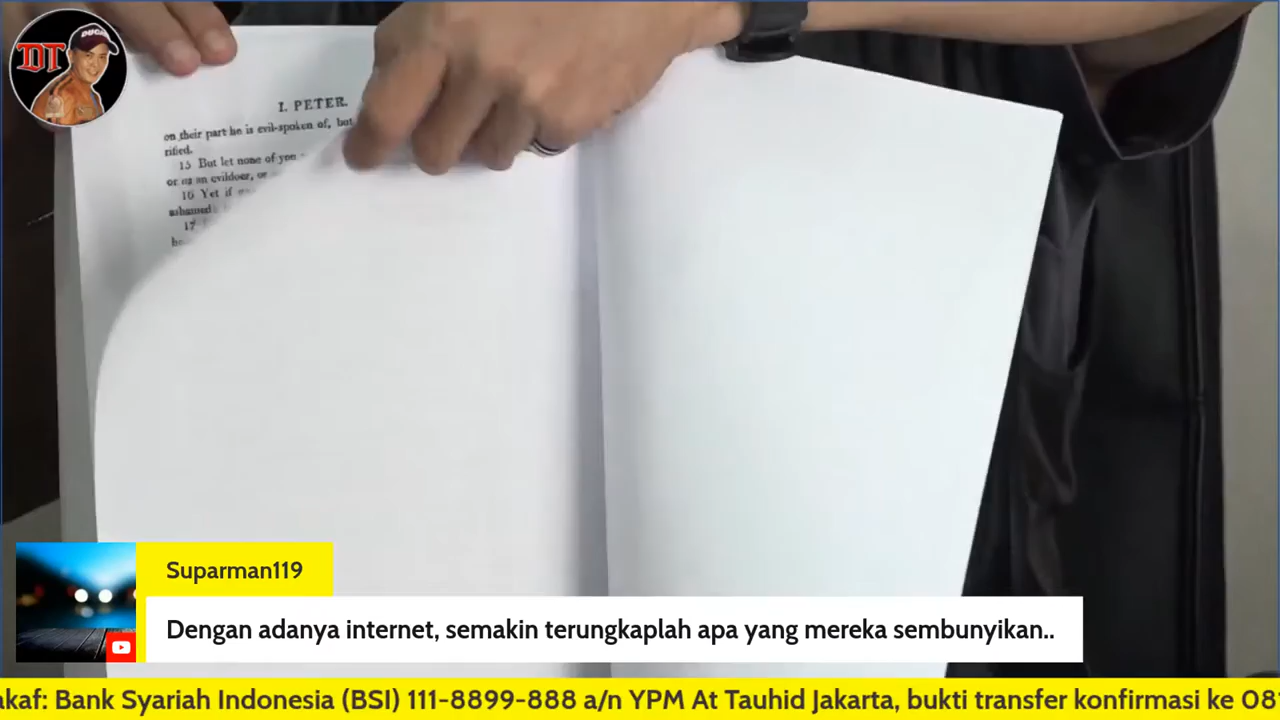 DT
DUCATI
I. PETER.
on their part he is evil-spoken of, but
rified.
15 But let none of you
or as an evildoer, or
16 Yet if
ashamed
17
Suparman119
Dengan adanya internet, semakin terungkaplah apa yang mereka sembunyikan..
akaf: Bank Syariah Indonesia (BSI) 111-8899-888 a/n YPM At Tauhid Jakarta, bukti transfer konfirmasi ke 08